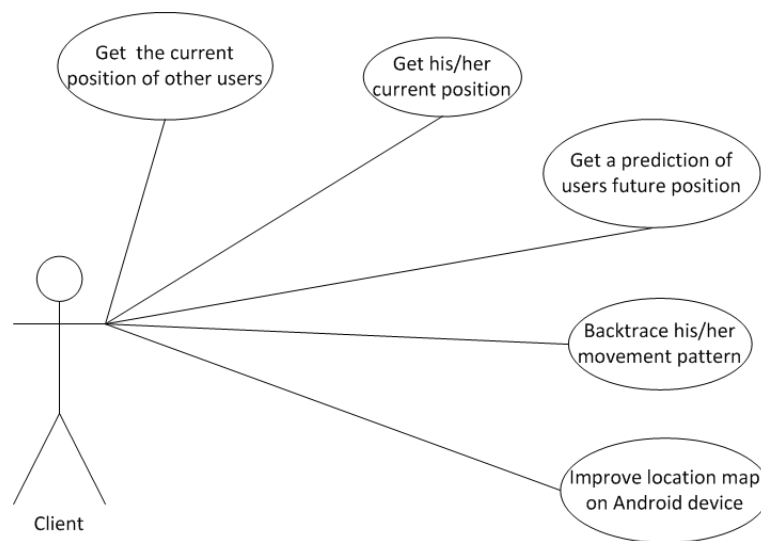 Get the current
position of other users
Get his/her
current position
Get a prediction of
users future position
Backtrace his/her
movement pattern
Improve location map
on Android device
Client